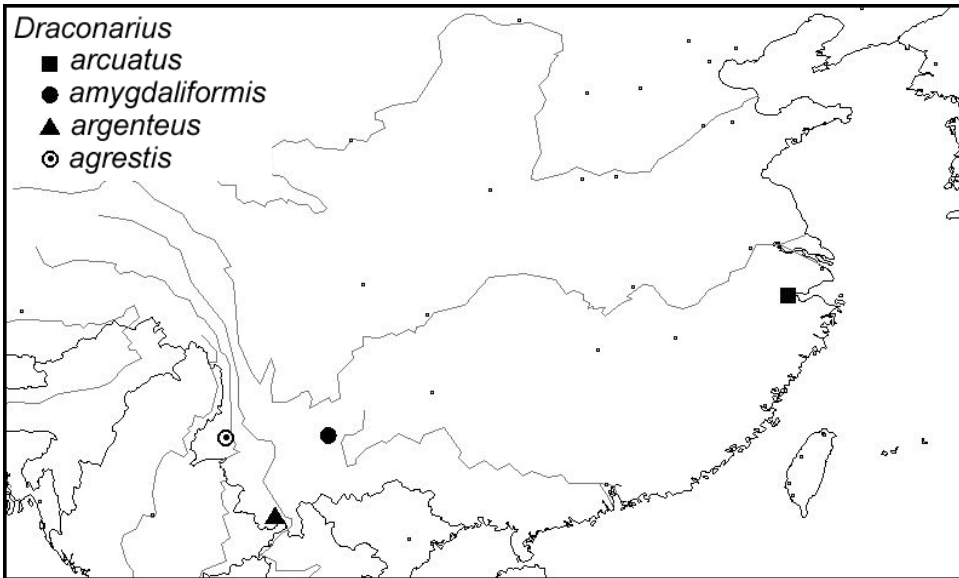 Draconarius
arcuatus
amygdaliformis
argenteus
agrestis